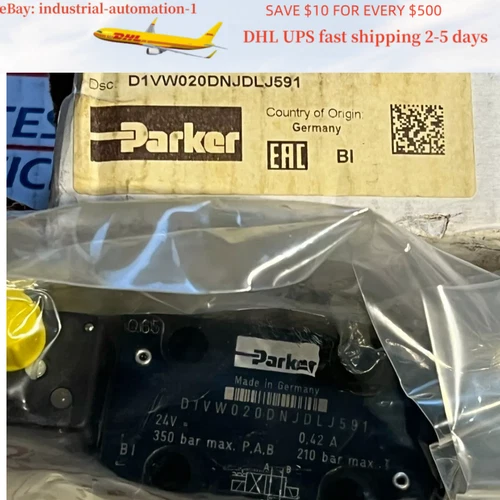 eBay: industrial-automation-1
SAVE $10 FOR EVERY $500
DHL
DHL UPS fast shipping 2-5 days
Dsc: D1VW020DNJDLJ591
Parker
Country of Origin:
Germany
EAC BI
065
Parker
Made in Germany
D1VW020DNJDLJ591
24V = 0,42 A
350 bar max. P,A,B 210 bar max. T
BI
A B